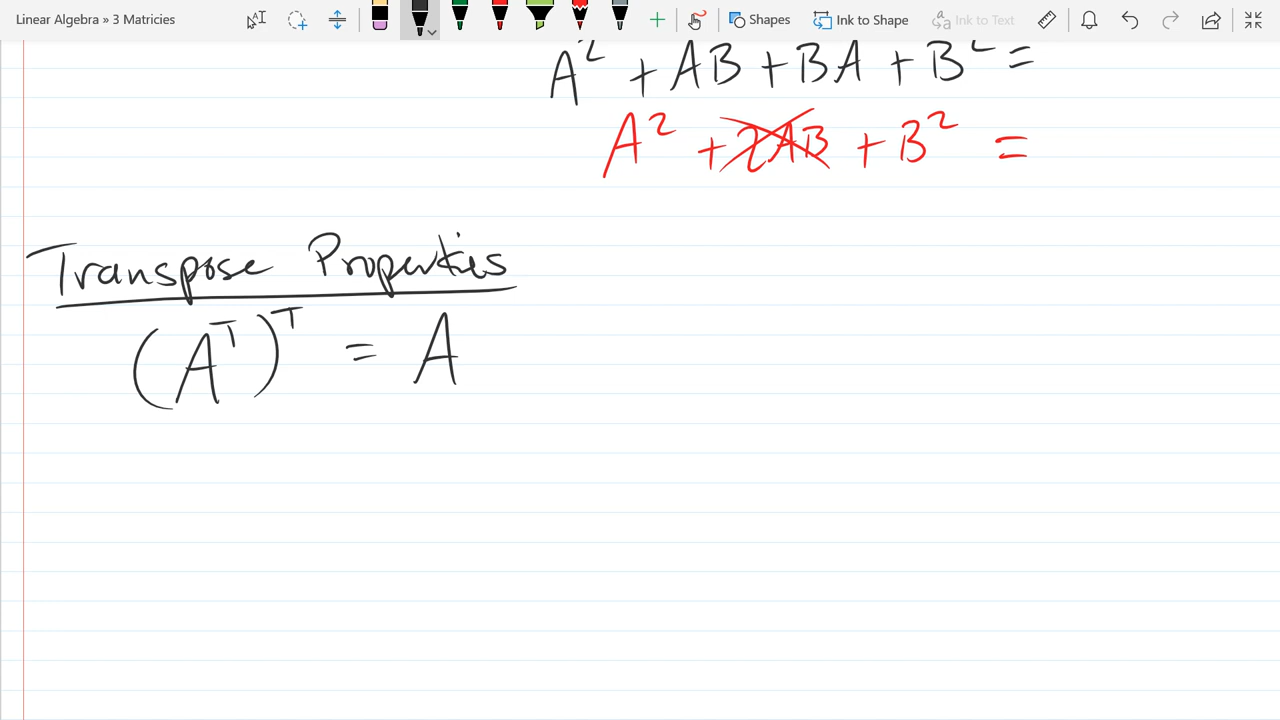 Linear Algebra » 3 Matricies Shapes Ink to Shape Ink to Text
A² + AB + BA + B² =
A² + 2AB + B² =
Transpose Properties
(Aᵀ)ᵀ = A